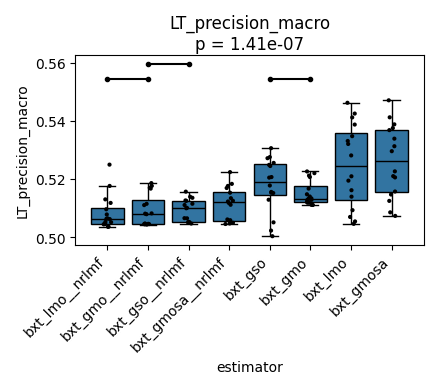 LT_precision_macro
p = 1.41e-07
LT_precision_macro
0.56
0.54
0.52
0.50
bxt_lmo__nrlmf
bxt_gmo__nrlmf
bxt_gso__nrlmf
bxt_gmosa__nrlmf
bxt_gso
bxt_gmo
bxt_lmo
bxt_gmosa
estimator